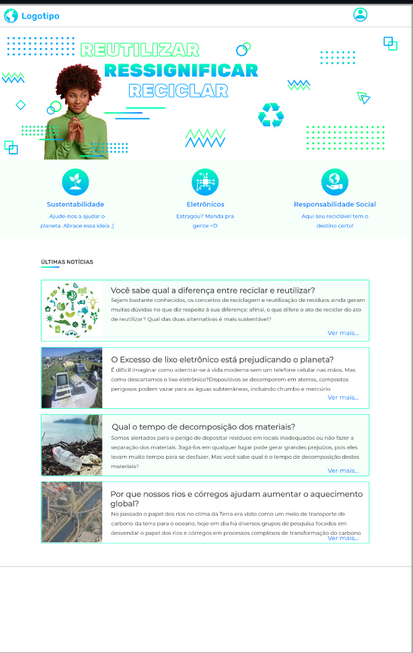 Logotipo
REUTILIZAR
RESSIGNIFICAR
RECICLAR
Sustentabilidade
Ajude-nos a ajudar o
planeta. Abrace essa ideia ;)
Eletrônicos
Estragou? Manda pra
gente =D
Responsabilidade Social
Aqui seu reciclável tem o
destino certo!
ÚLTIMAS NOTÍCIAS
Você sabe qual a diferença entre reciclar e reutilizar?
Sejam bastante conhecidos, os conceitos de reciclagem e reutilização de resíduos ainda geram
muitas dúvidas no que diz respeito à sua diferença: afinal, o que difere o ato de reciclar do ato
de reutilizar? Qual das duas alternativas é mais sustentável?
Ver mais...
O Excesso de lixo eletrônico está prejudicando o planeta?
É difícil imaginar como adentrar-se à vida moderna sem um telefone celular nas mãos. Mas
como descartamos o lixo eletrônico?Dispositivos se decomporem em aterros, compostos
perigosos podem vazar para as águas subterrâneas, incluindo chumbo e mercúrio.
Ver mais...
Qual o tempo de decomposição dos materiais?
Somos alertados para o perigo de depositar resíduos em locais inadequados ou não fazer a
separação dos materiais. Jogá-los em qualquer lugar pode gerar grandes prejuízos, pois eles
levam muito tempo para se desfazer. Mas você sabe qual é o tempo de decomposição destes
materiais?
Ver mais...
Por que nossos rios e córregos ajudam aumentar o aquecimento
global?
No passado o papel dos rios no clima da Terra era visto como um meio de transporte de
carbono da terra para o oceano, hoje em dia há diversos grupos de pesquisa focados em
desvendar o papel dos rios e córregos em processos complexos de transformação do carbono.
Ver mais...